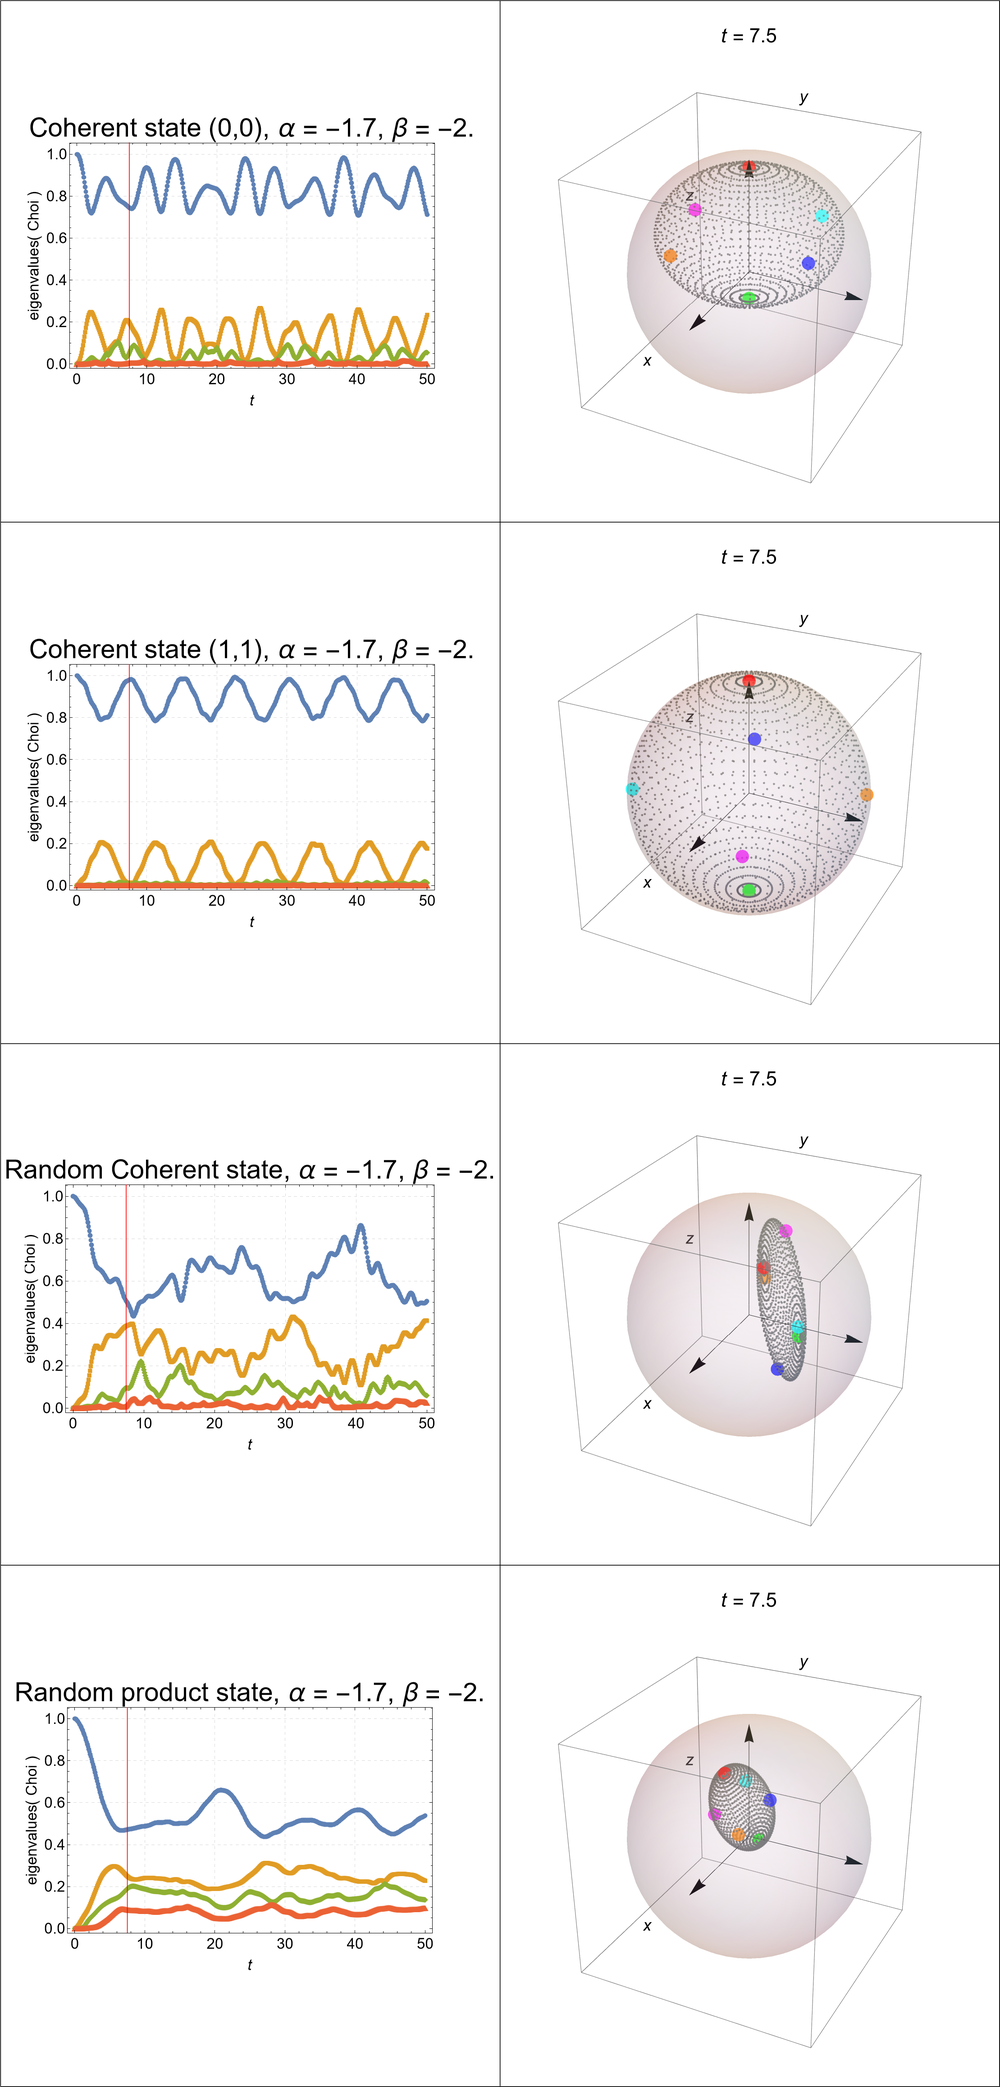 t = 7.5
y
Coherent state (0,0), α = −1.7, β = −2.
1.0
0.8
0.6
0.4
0.2
0.0
eigenvalues( Choi )
0 10 20 30 40 50
t
z
x
t = 7.5
y
Coherent state (1,1), α = −1.7, β = −2.
1.0
0.8
0.6
0.4
0.2
0.0
eigenvalues( Choi )
0 10 20 30 40 50
t
z
x
t = 7.5
y
Random Coherent state, α = −1.7, β = −2.
1.0
0.8
0.6
0.4
0.2
0.0
eigenvalues( Choi )
0 10 20 30 40 50
t
z
x
t = 7.5
y
Random product state, α = −1.7, β = −2.
1.0
0.8
0.6
0.4
0.2
0.0
eigenvalues( Choi )
0 10 20 30 40 50
t
z
x